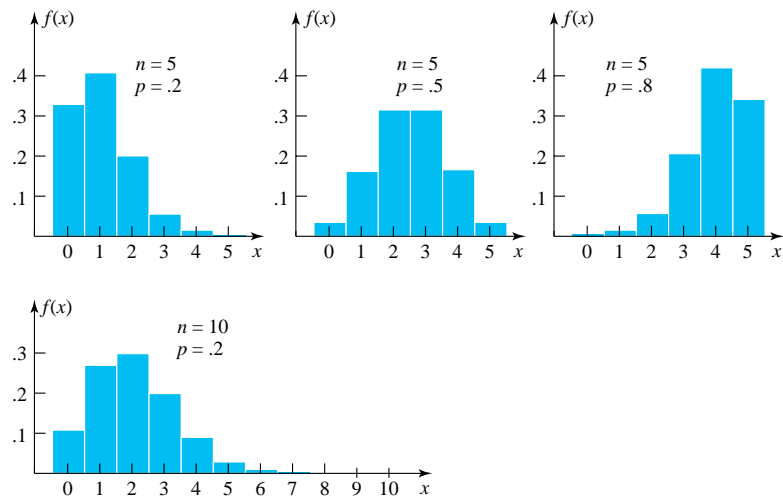 f(x)
n = 5
p = .2
.4
.3
.2
.1
0 1 2 3 4 5 x
f(x)
n = 5
p = .5
.4
.3
.2
.1
0 1 2 3 4 5 x
f(x)
n = 5
p = .8
.4
.3
.2
.1
0 1 2 3 4 5 x
f(x)
n = 10
p = .2
.3
.2
.1
0 1 2 3 4 5 6 7 8 9 10 x